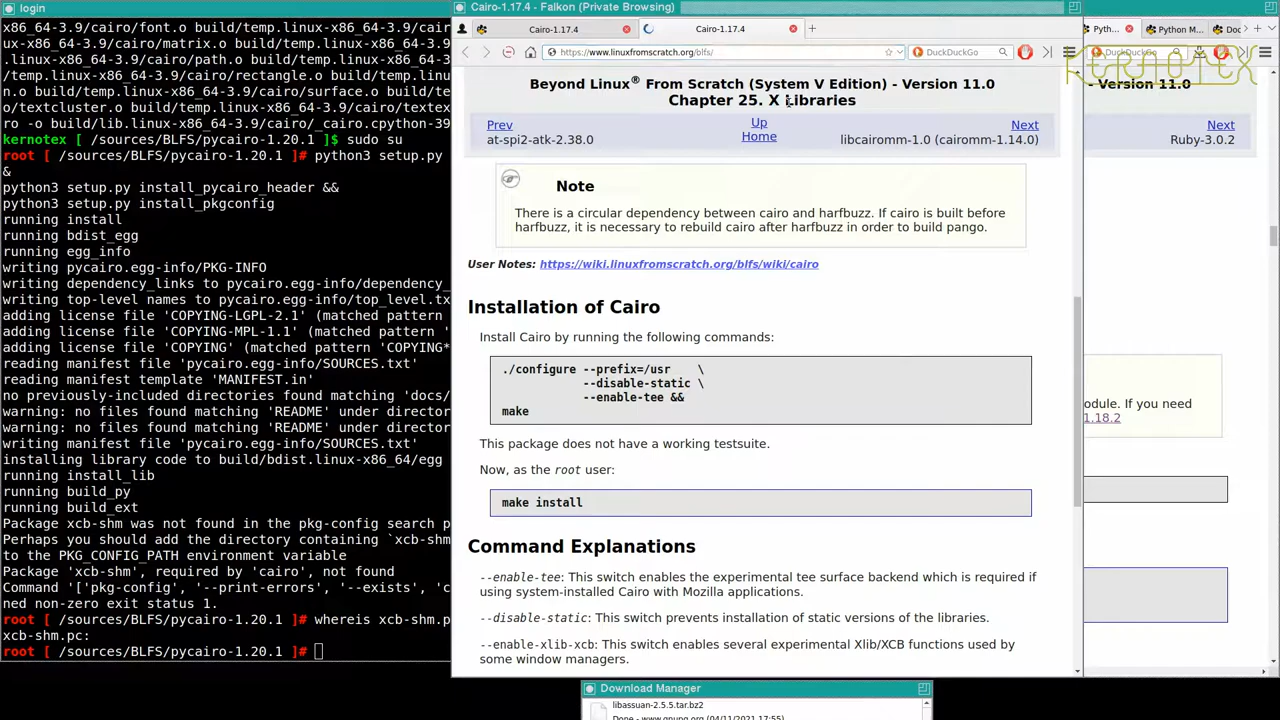 login
x86_64-3.9/cairo/font.o build/temp.linux-x86_64-3.9/cai
ux-x86_64-3.9/cairo/matrix.o build/temp.linux-x86_64-3.
.linux-x86_64-3.9/cairo/path.o build/temp.linux-x86_64-
/temp.linux-x86_64-3.9/cairo/rectangle.o build/temp.lin
u.o build/temp.linux-x86_64-3.9/cairo/surface.o build/t
/textcluster.o build/temp.linux-x86_64-3.9/cairo/textex
ro -o build/lib.linux-x86_64-3.9/cairo/_cairo.cpython-39
kernotex [ /sources/BLFS/pycairo-1.20.1 ]$ sudo su
root [ /sources/BLFS/pycairo-1.20.1 ]# python3 setup.py
&
python3 setup.py install_pycairo_header &&
python3 setup.py install_pkgconfig
running install
running bdist_egg
running egg_info
writing pycairo.egg-info/PKG-INFO
writing dependency_links to pycairo.egg-info/dependency_
writing top-level names to pycairo.egg-info/top_level.tx
adding license file 'COPYING-LGPL-2.1' (matched pattern
adding license file 'COPYING-MPL-1.1' (matched pattern '
adding license file 'COPYING' (matched pattern 'COPYING*
reading manifest file 'pycairo.egg-info/SOURCES.txt'
reading manifest template 'MANIFEST.in'
no previously-included directories found matching 'docs/
warning: no files found matching 'README' under director
warning: no files found matching 'README' under director
writing manifest file 'pycairo.egg-info/SOURCES.txt'
installing library code to build/bdist.linux-x86_64/egg
running install_lib
running build_py
running build_ext
Package xcb-shm was not found in the pkg-config search p
Perhaps you should add the directory containing `xcb-shm
to the PKG_CONFIG_PATH environment variable
Package 'xcb-shm', required by 'cairo', not found
Command '['pkg-config', '--print-errors', '--exists', 'c
ned non-zero exit status 1.
root [ /sources/BLFS/pycairo-1.20.1 ]# whereis xcb-shm.p
xcb-shm.pc:
root [ /sources/BLFS/pycairo-1.20.1 ]#
Cairo-1.17.4 - Falkon (Private Browsing)
Cairo-1.17.4
Cairo-1.17.4
https://www.linuxfromscratch.org/blfs/
DuckDuckGo
Beyond Linux® From Scratch (System V Edition) - Version 11.0
Chapter 25. X Libraries
Prev
Up
Next
at-spi2-atk-2.38.0
Home
libcairomm-1.0 (cairomm-1.14.0)
Note
There is a circular dependency between cairo and harfbuzz. If cairo is built before
harfbuzz, it is necessary to rebuild cairo after harfbuzz in order to build pango.
User Notes: https://wiki.linuxfromscratch.org/blfs/wiki/cairo
Installation of Cairo
Install Cairo by running the following commands:
./configure --prefix=/usr    \
--disable-static \
--enable-tee &&
make
This package does not have a working testsuite.
Now, as the root user:
make install
Command Explanations
--enable-tee: This switch enables the experimental tee surface backend which is required if
using system-installed Cairo with Mozilla applications.
--disable-static: This switch prevents installation of static versions of the libraries.
--enable-xlib-xcb: This switch enables several experimental Xlib/XCB functions used by
some window managers.
Pyth...
Python M...
Doc
DuckDuckGo
KERNOTEX
- Version 11.0
Next
Ruby-3.0.2
odule. If you need
1.18.2
Download Manager
libassuan-2.5.5.tar.bz2
Done - www.gnupg.org (04/11/2021 17:55)